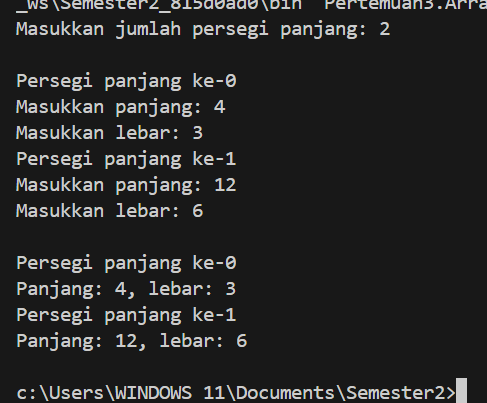 _ws\Semester2_815d0ad0\bin' 'Pertemuan3.Arra
Masukkan jumlah persegi panjang: 2
Persegi panjang ke-0
Masukkan panjang: 4
Masukkan lebar: 3
Persegi panjang ke-1
Masukkan panjang: 12
Masukkan lebar: 6
Persegi panjang ke-0
Panjang: 4, lebar: 3
Persegi panjang ke-1
Panjang: 12, lebar: 6
c:\Users\WINDOWS 11\Documents\Semester2>